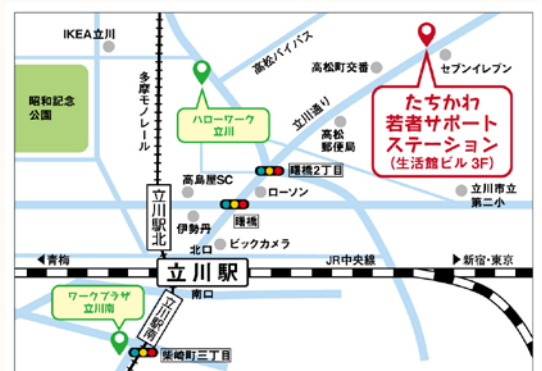 IKEA立川
昭和記念
公園
多摩モノレール
ハローワーク
立川
高松バイパス
高松町交番
セブンイレブン
たちかわ
若者サポート
ステーション
(生活館ビル 3F)
立川通り
高松
郵便局
曙橋2丁目
高島屋SC
ローソン
立川市立
第二小
曙橋
伊勢丹
立川駅北
北口
ビックカメラ
◀青梅
立川駅
JR中央線
▶新宿・東京
南口
ワークプラザ
立川南
立川駅南
柴崎町三丁目